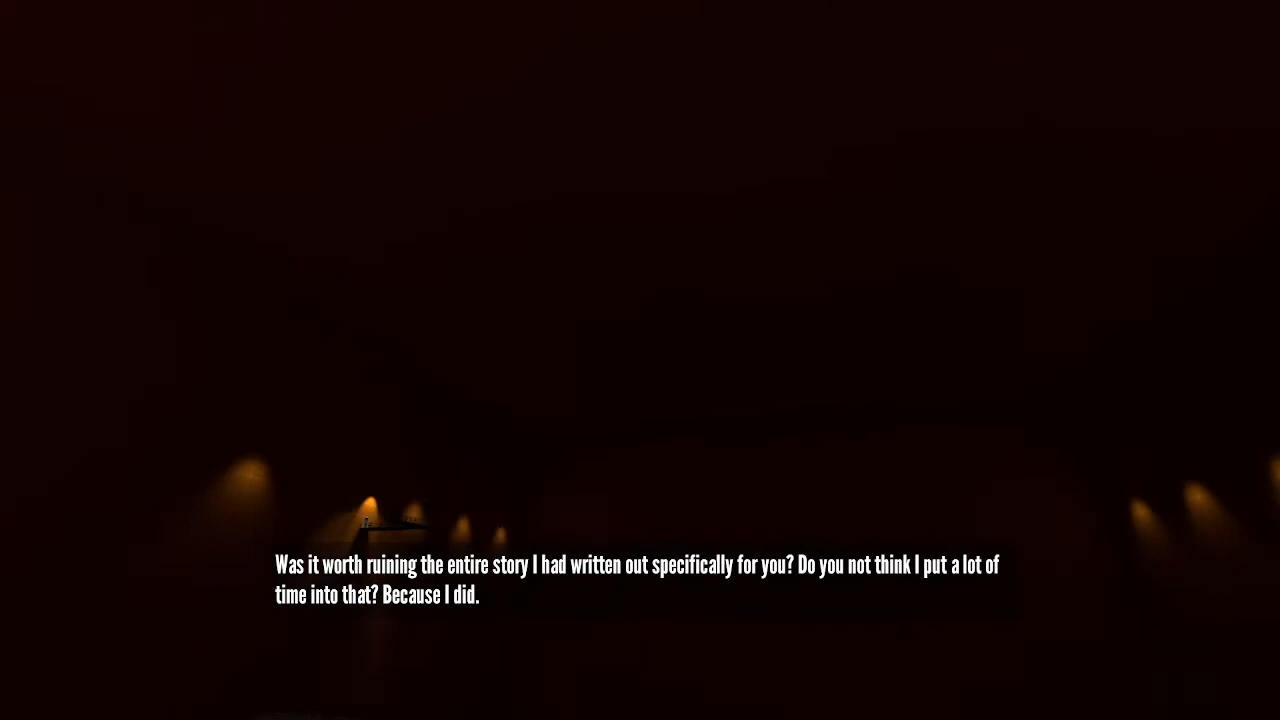 Was it worth ruining the entire story I had written out specifically for you? Do you not think I put a lot of
time into that? Because I did.